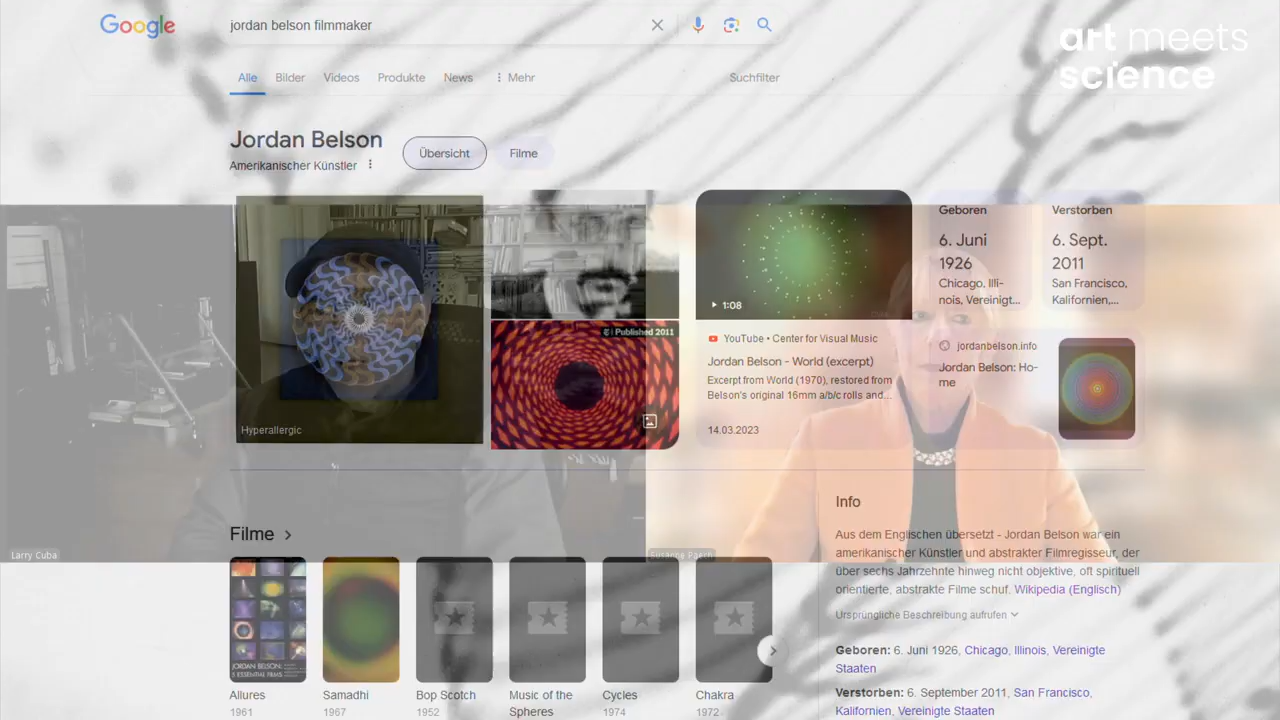 Google
jordan belson filmmaker
art meets
science
Alle
Bilder
Videos
Produkte
News
Mehr
Suchfilter
Jordan Belson
Amerikanischer Künstler
Übersicht
Filme
Hyperallergic
Published 2011
1:08
YouTube • Center for Visual Music
Jordan Belson - World (excerpt)
Excerpt from World (1970), restored from
Belson's original 16mm a/b/c rolls and...
14.03.2023
Geboren
6. Juni
1926
Chicago, Illi-
nois, Vereinigt...
Verstorben
6. Sept.
2011
San Francisco,
Kalifornien,...
jordanbelson.info
Jordan Belson: Ho-
me
Larry Cuba
Susanne Paech
Filme
JORDAN BELSON:
5 ESSENTIAL FILMS
Allures
1961
Samadhi
1967
Bop Scotch
1952
Music of the
Spheres
Cycles
1974
Chakra
1972
Info
Aus dem Englischen übersetzt - Jordan Belson war ein
amerikanischer Künstler und abstrakter Filmregisseur, der
über sechs Jahrzehnte hinweg nicht objektive, oft spirituell
orientierte, abstrakte Filme schuf. Wikipedia (Englisch)
Ursprüngliche Beschreibung aufrufen
Geboren: 6. Juni 1926, Chicago, Illinois, Vereinigte
Staaten
Verstorben: 6. September 2011, San Francisco,
Kalifornien, Vereinigte Staaten